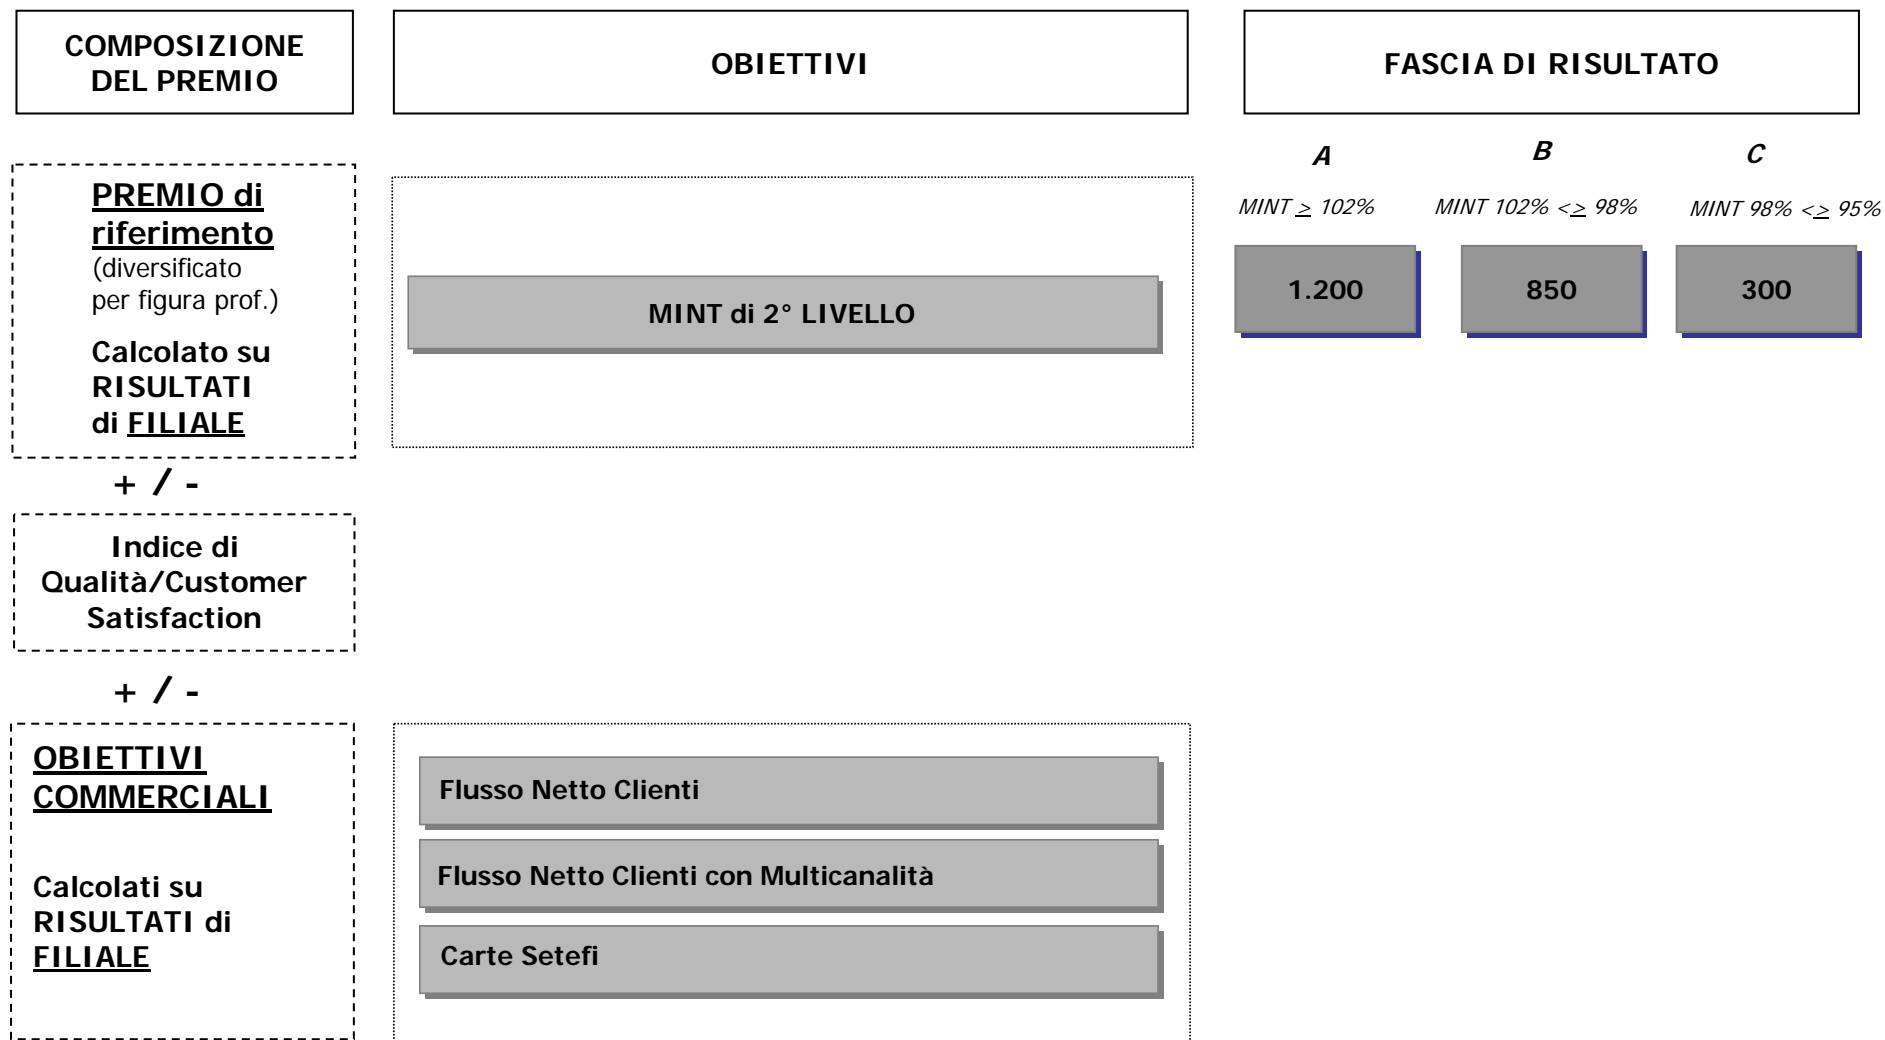 COMPOSIZIONE
DEL PREMIO
OBIETTIVI
FASCIA DI RISULTATO
A
B
C
MINT ≥ 102%
MINT 102% <≥ 98%
MINT 98% <≥ 95%
PREMIO di
riferimento
(diversificato
per figura prof.)
Calcolato su
RISULTATI
di FILIALE
MINT di 2° LIVELLO
1.200
850
300
+ / -
Indice di
Qualità/Customer
Satisfaction
+ / -
OBIETTIVI
COMMERCIALI
Calcolati su
RISULTATI di
FILIALE
Flusso Netto Clienti
Flusso Netto Clienti con Multicanalità
Carte Setefi